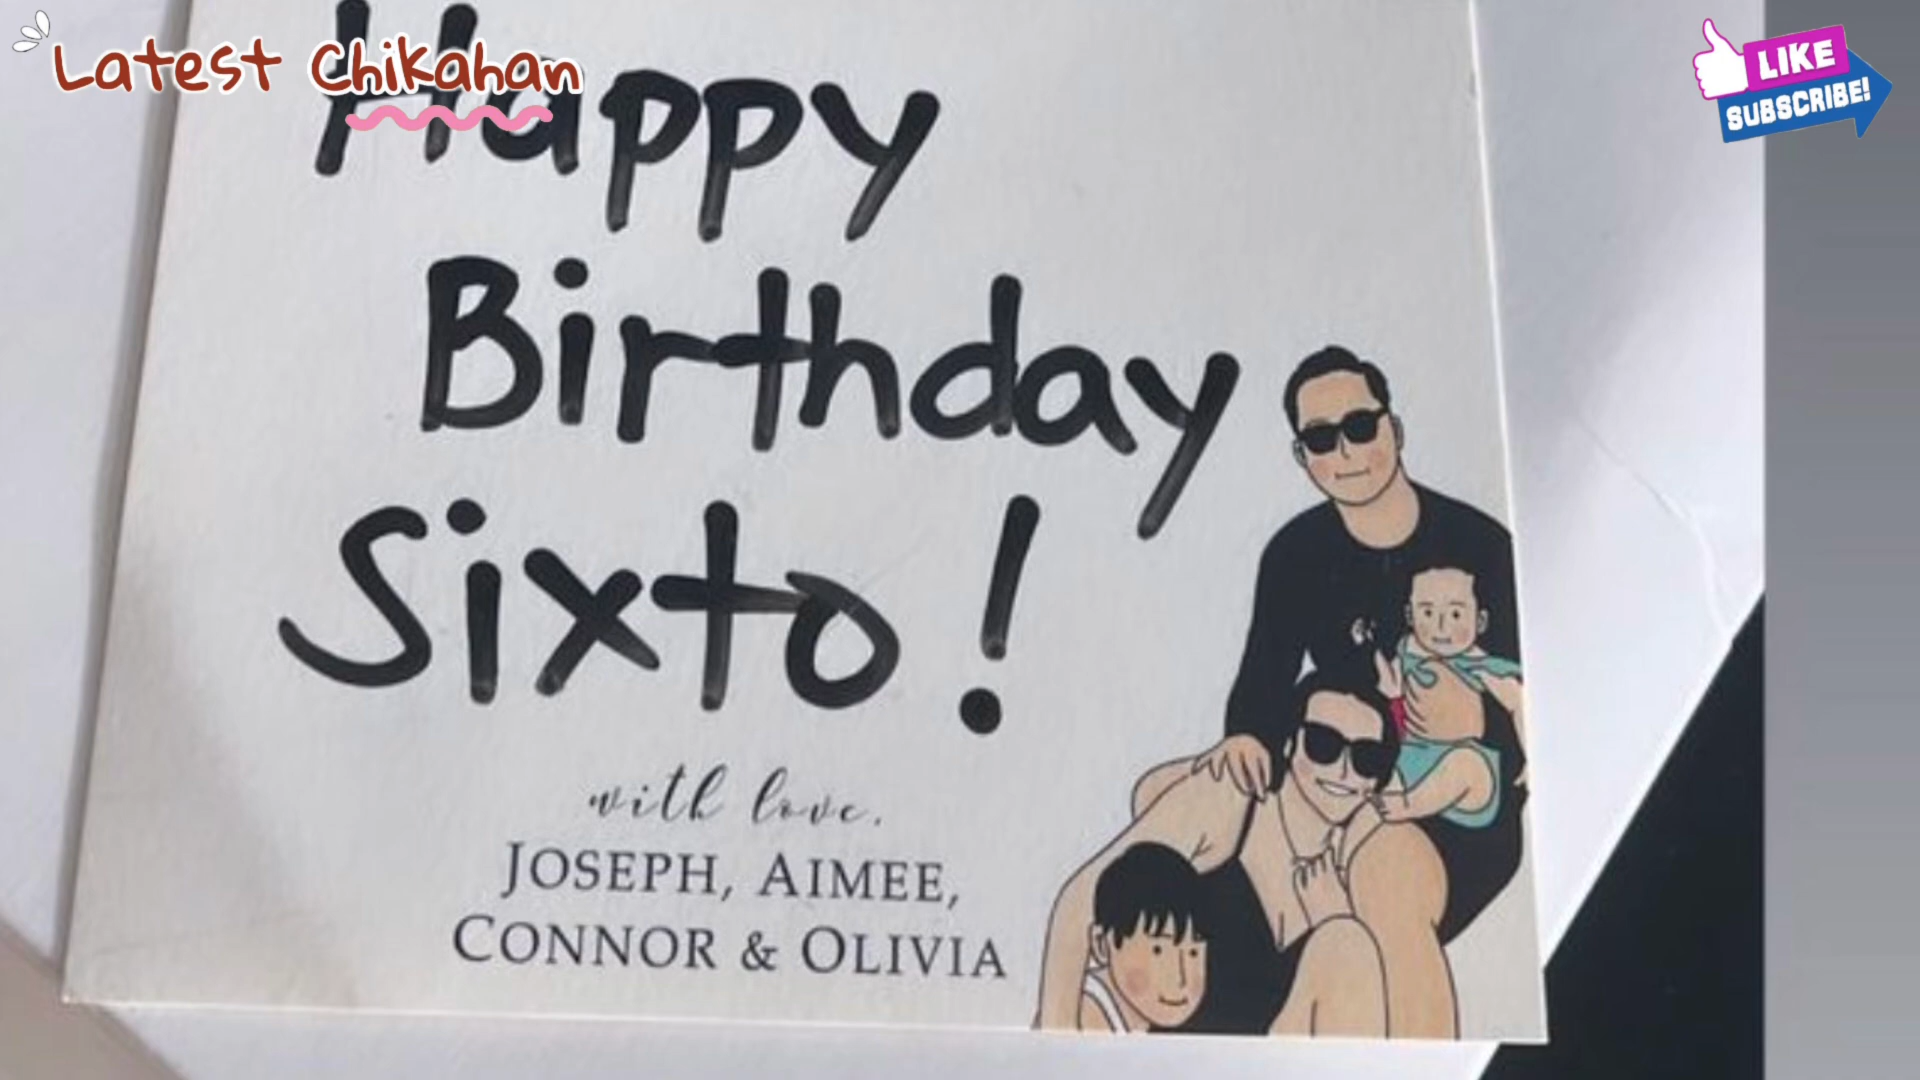 Latest Chikahan
LIKE
SUBSCRIBE!
Happy
Birthday
Sixto!
with love,
JOSEPH, AIMEE,
CONNOR & OLIVIA